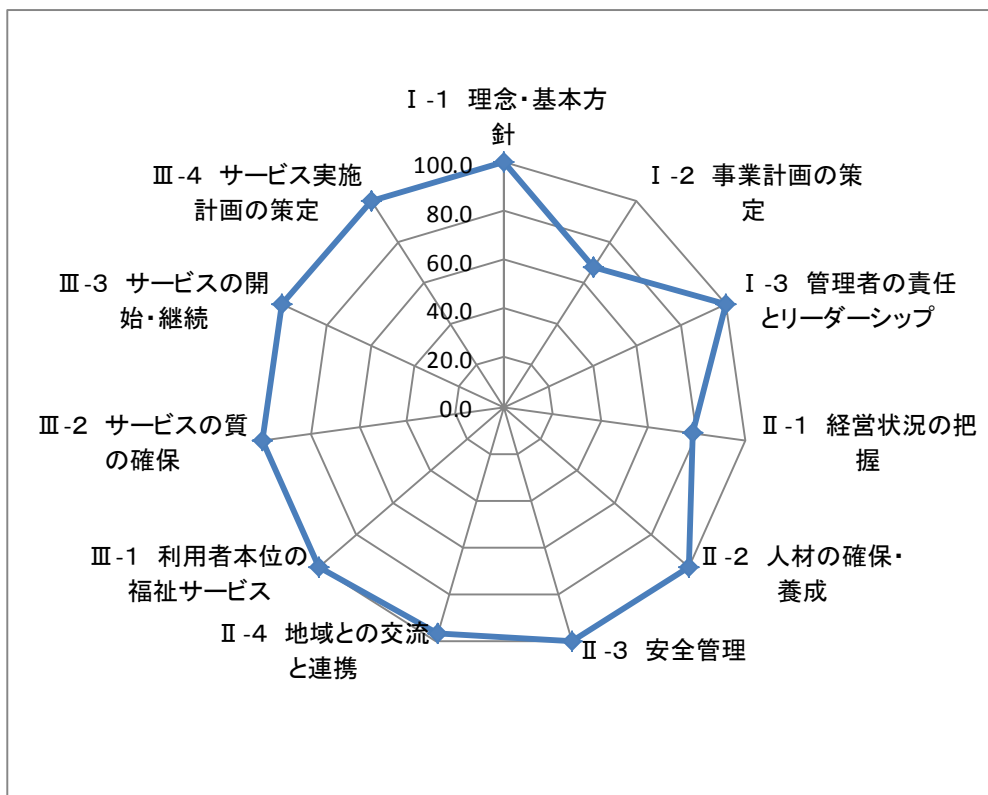 Ⅰ-1 理念・基本方
針
Ⅰ-2 事業計画の策
定
Ⅰ-3 管理者の責任
とリーダーシップ
Ⅱ-1 経営状況の把
握
Ⅱ-2 人材の確保・
養成
Ⅱ-3 安全管理
Ⅱ-4 地域との交流
と連携
Ⅲ-1 利用者本位の
福祉サービス
Ⅲ-2 サービスの質
の確保
Ⅲ-3 サービスの開
始・継続
Ⅲ-4 サービス実施
計画の策定
100.0
80.0
60.0
40.0
20.0
0.0